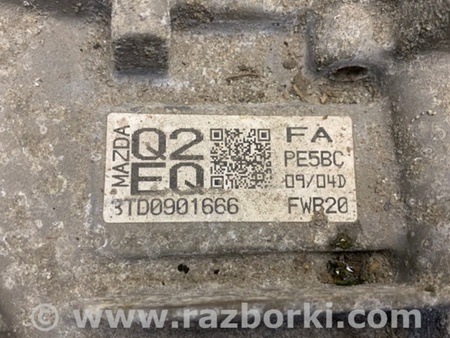 MAZDA
Q2 FA
EQ PE5BC
09/04D
3TD0901666 FWB20
www.razborki.com